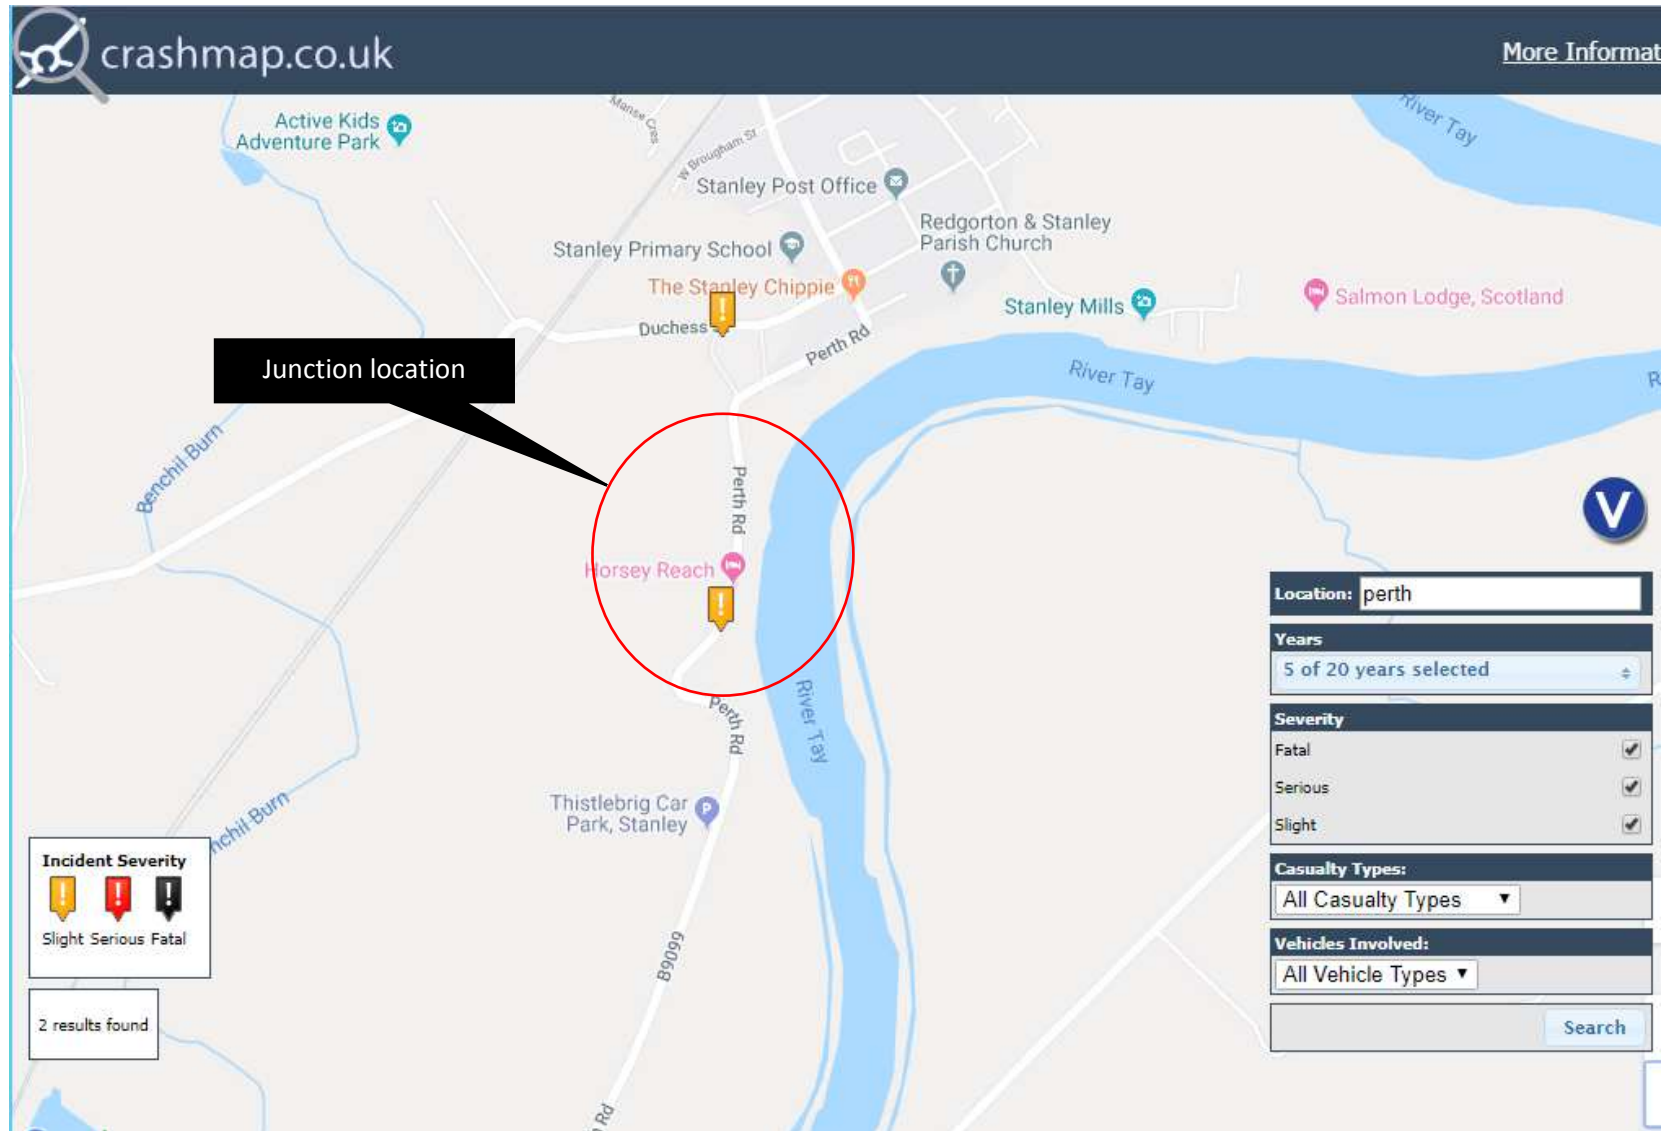 crashmap.co.uk
More Informat
Active Kids
Adventure Park
Manse Cres
W Brougham St
River Tay
Stanley Post Office
Redgorton & Stanley
Parish Church
Stanley Primary School
The Stanley Chippie
Stanley Mills
Salmon Lodge, Scotland
Duchess
Perth Rd
Junction location
River Tay
R
Benchil Burn
Perth Rd
V
Horsey Reach
Location: perth
Years
5 of 20 years selected
Severity
Fatal
Serious
Slight
River Tay
Perth Rd
Thistlebrig Car
Park, Stanley
P
nchil Burn
Incident Severity
Slight Serious Fatal
Casualty Types:
All Casualty Types
Vehicles Involved:
All Vehicle Types
B9099
2 results found
Search
Rd